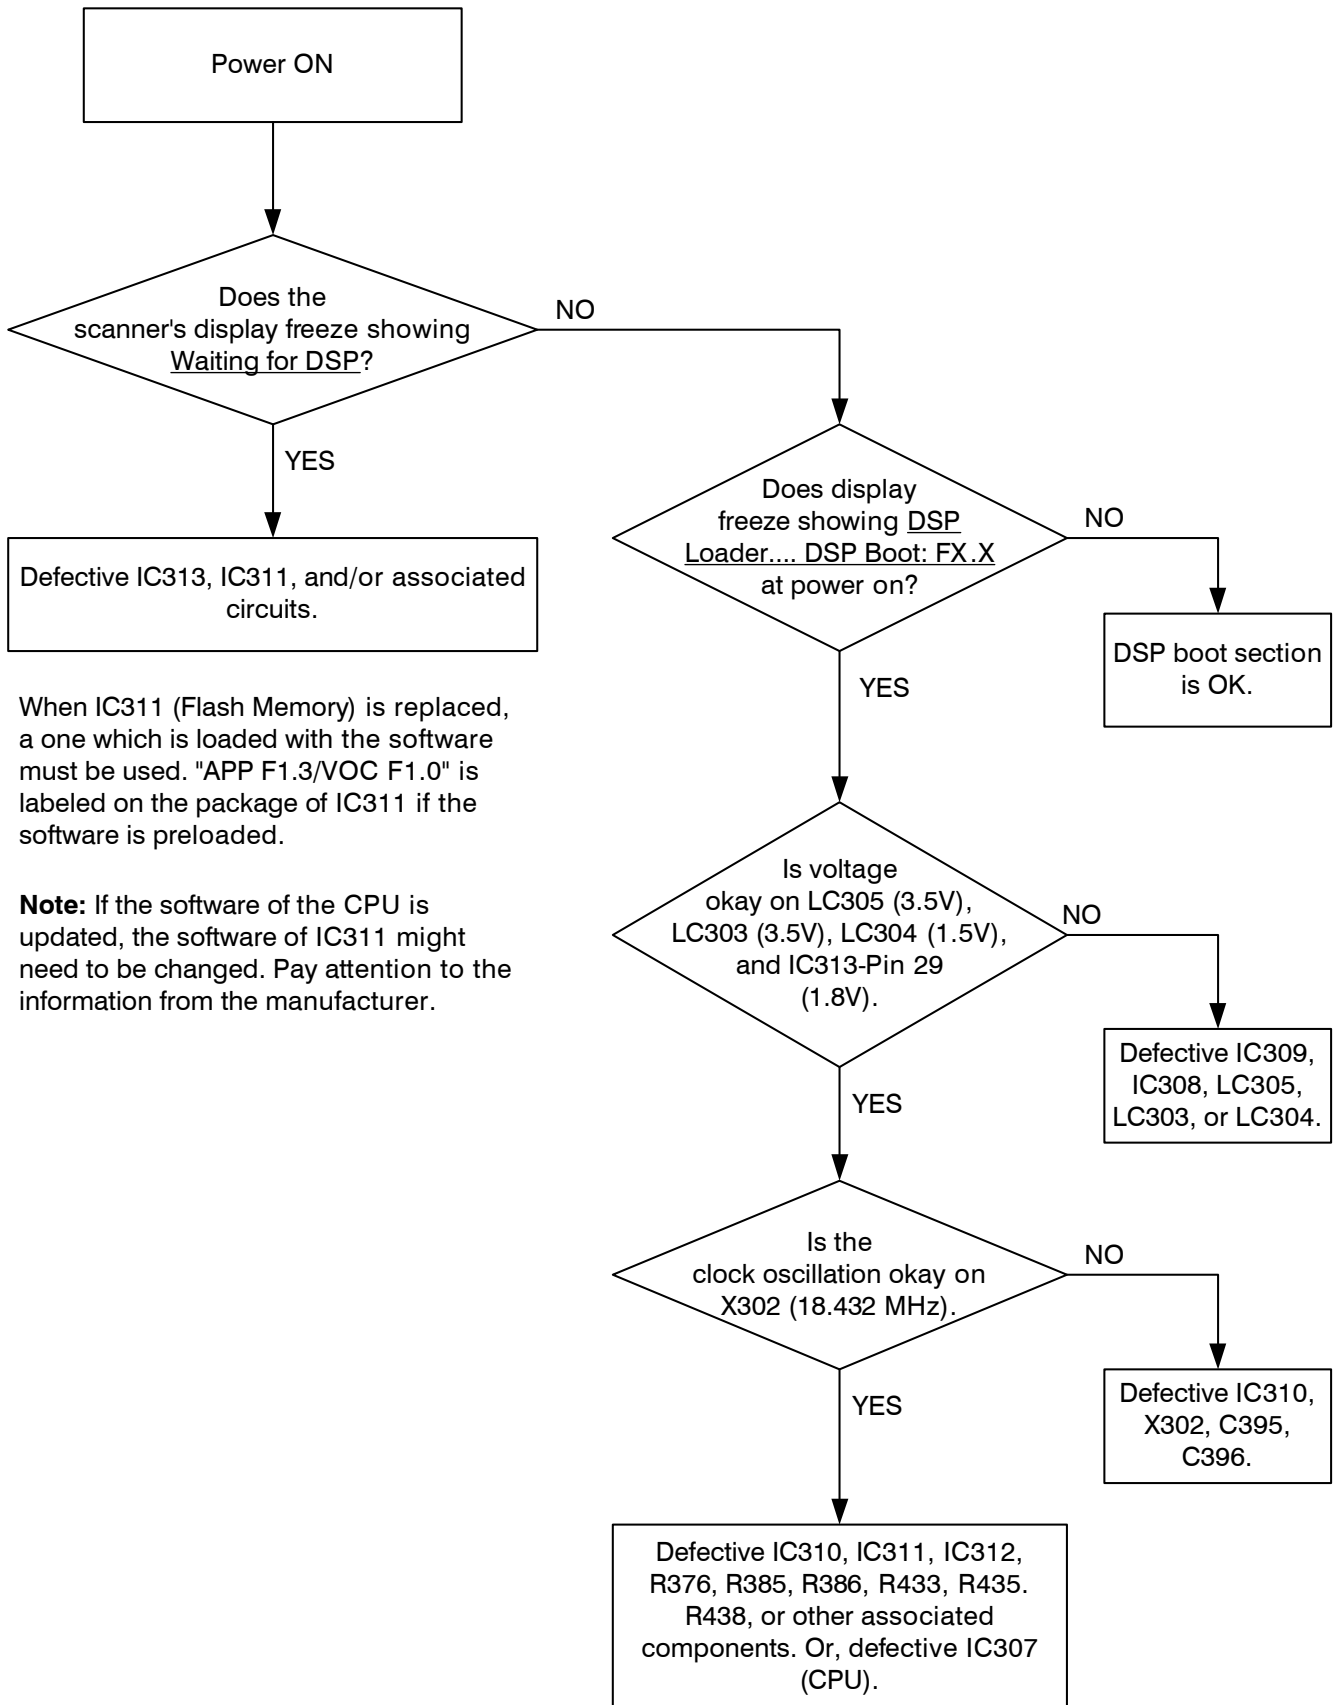 Power ON
Does the
scanner's display freeze showing
Waiting for DSP?
NO
YES
Defective IC313, IC311, and/or associated
circuits.
When IC311 (Flash Memory) is replaced,
a one which is loaded with the software
must be used. "APP F1.3/VOC F1.0" is
labeled on the package of IC311 if the
software is preloaded.
Note: If the software of the CPU is
updated, the software of IC311 might
need to be changed. Pay attention to the
information from the manufacturer.
Does display
freeze showing DSP
Loader.... DSP Boot: FX.X
at power on?
NO
DSP boot section
is OK.
YES
Is voltage
okay on LC305 (3.5V),
LC303 (3.5V), LC304 (1.5V),
and IC313-Pin 29
(1.8V).
NO
Defective IC309,
IC308, LC305,
LC303, or LC304.
YES
Is the
clock oscillation okay on
X302 (18.432 MHz).
NO
Defective IC310,
X302, C395,
C396.
YES
Defective IC310, IC311, IC312,
R376, R385, R386, R433, R435.
R438, or other associated
components. Or, defective IC307
(CPU).